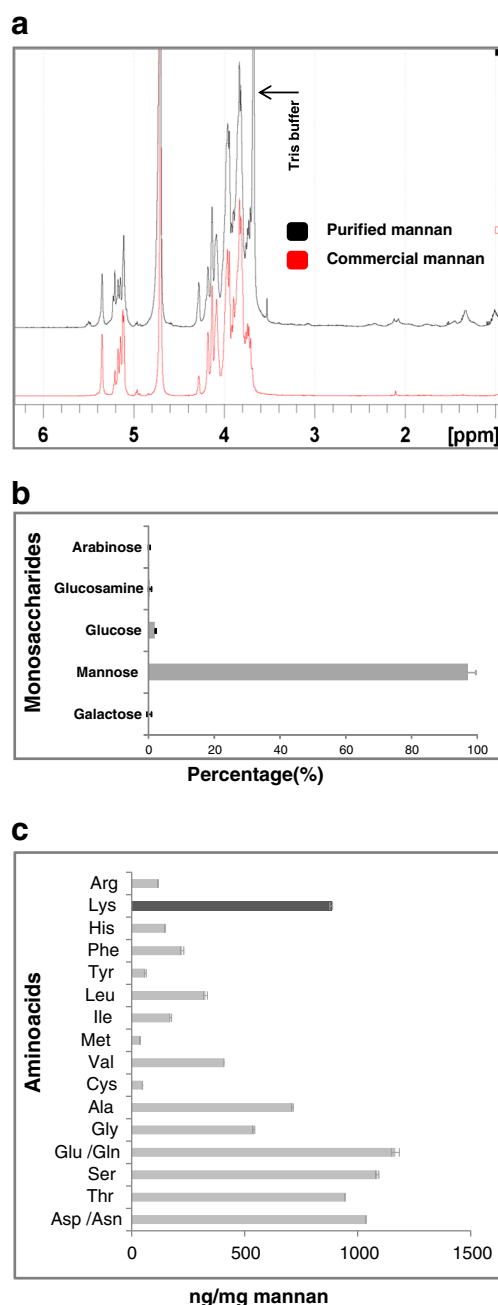 a
Tris buffer
Purified mannan
Commercial mannan
6 5 4 3 2 [ppm]
b
Monosaccharides
Arabinose
Glucosamine
Glucose
Mannose
Galactose
0 20 40 60 80 100
Percentage(%)
c
Aminoacids
Arg
Lys
His
Phe
Tyr
Leu
Ile
Met
Val
Cys
Ala
Gly
Glu /Gln
Ser
Thr
Asp /Asn
0 500 1000 1500
ng/mg mannan